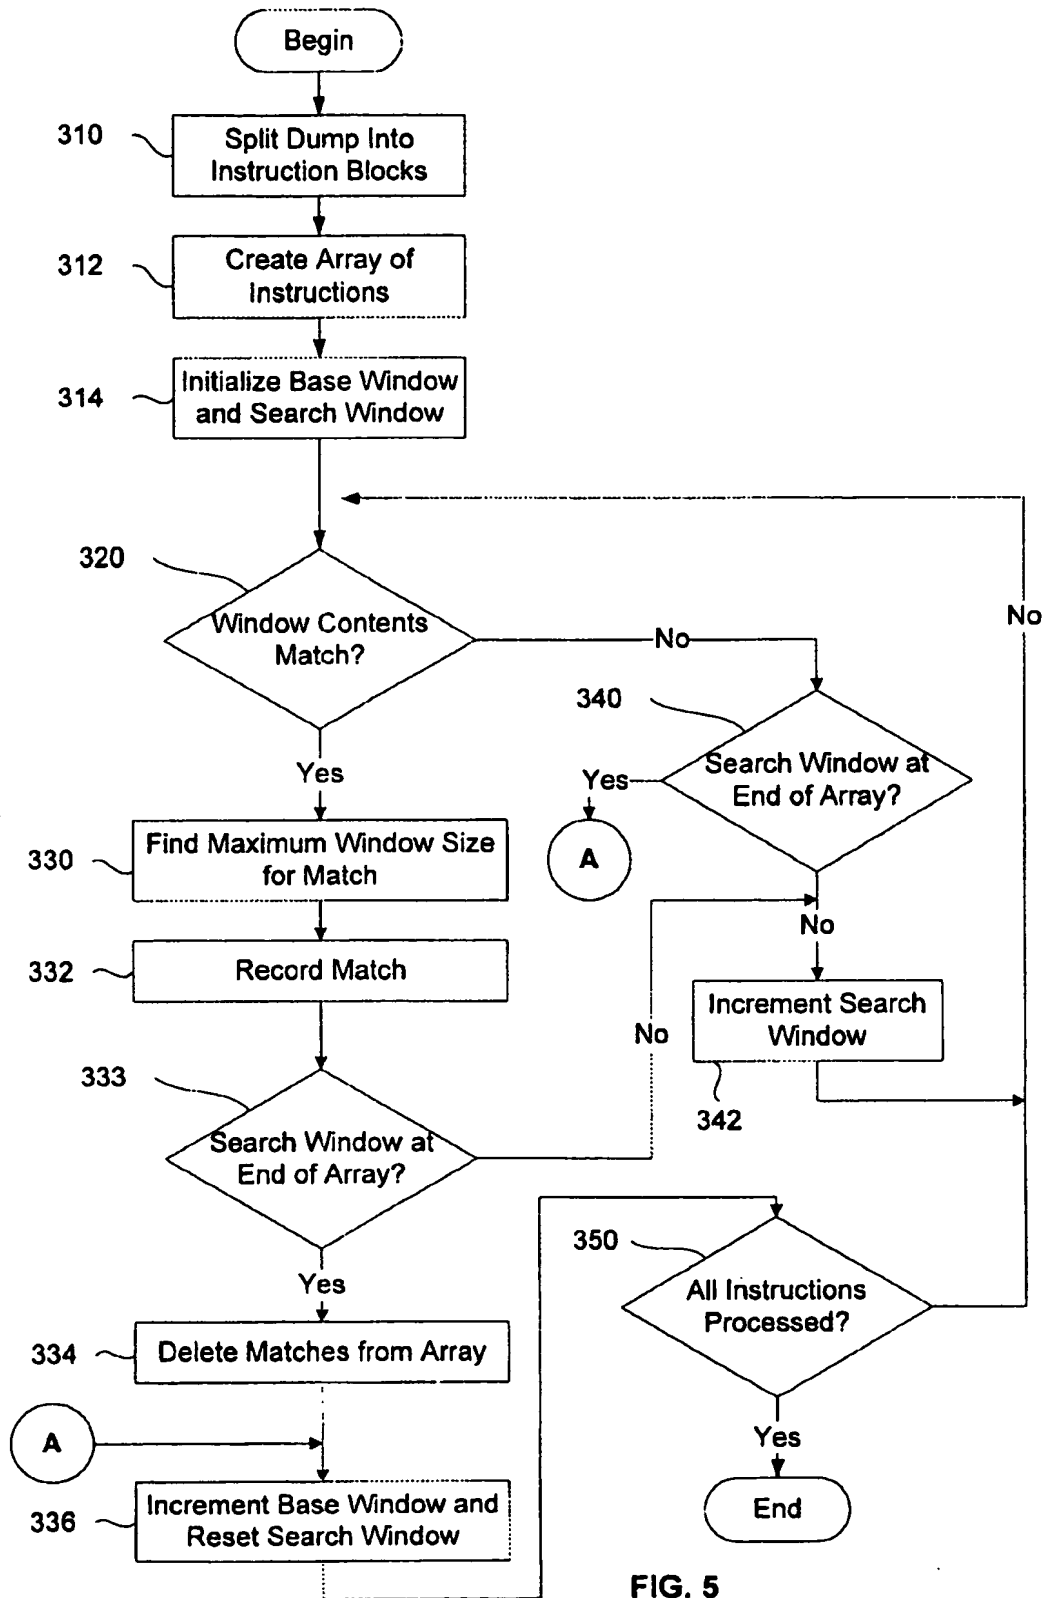 Begin
310
Split Dump Into
Instruction Blocks
312
Create Array of
Instructions
314
Initialize Base Window
and Search Window
320
Window Contents
Match?
No
No
340
Search Window at
End of Array?
Yes
A
Yes
330
Find Maximum Window Size
for Match
No
332
Record Match
Increment Search
Window
342
No
333
Search Window at
End of Array?
350
All Instructions
Processed?
Yes
334
Delete Matches from Array
A
Yes
336
Increment Base Window and
Reset Search Window
End
FIG. 5